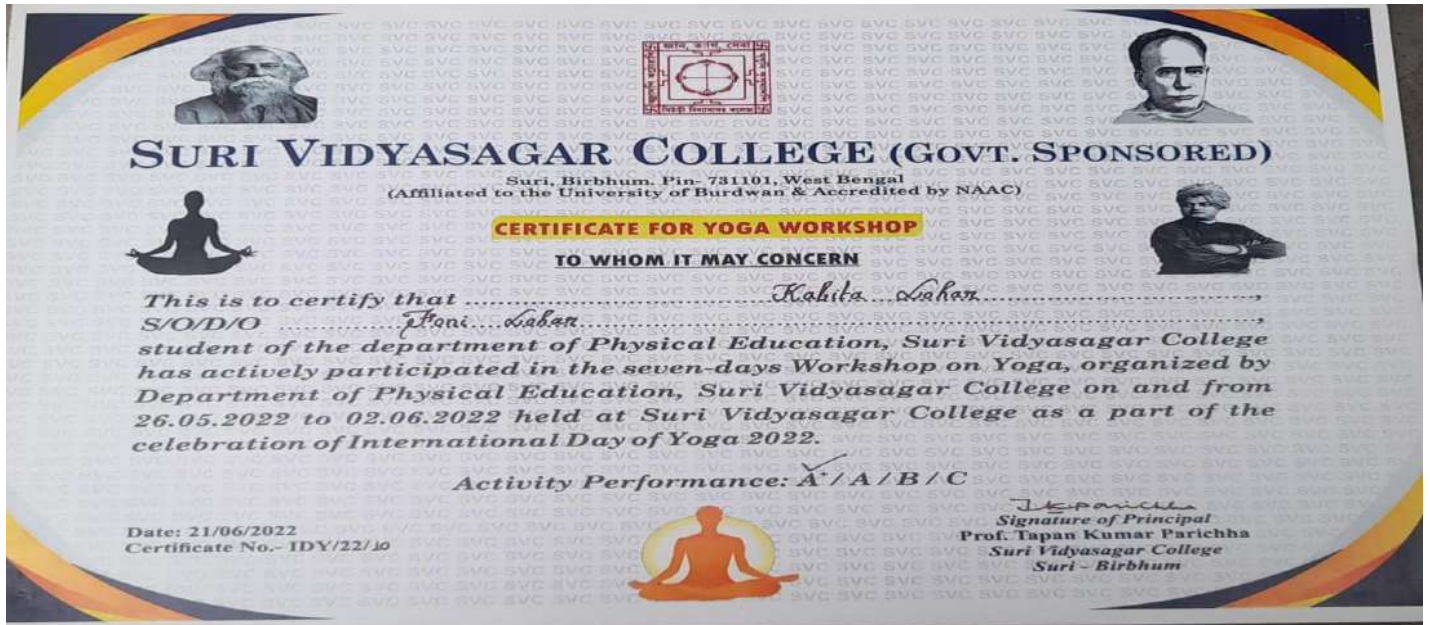 জ্ঞান, কর্ম, সেবা
SURI VIDYASAGAR COLLEGE (GOVT. SPONSORED)
Suri, Birbhum. Pin- 731101, West Bengal
(Affiliated to the University of Burdwan & Accredited by NAAC)
CERTIFICATE FOR YOGA WORKSHOP
TO WHOM IT MAY CONCERN
This is to certify that Kabita Lohar,
S/O/D/O Foni Lohar,
student of the department of Physical Education, Suri Vidyasagar College
has actively participated in the seven-days Workshop on Yoga, organized by
Department of Physical Education, Suri Vidyasagar College on and from
26.05.2022 to 02.06.2022 held at Suri Vidyasagar College as a part of the
celebration of International Day of Yoga 2022.
Activity Performance: A+ / A / B / C
Date: 21/06/2022
Certificate No.- IDY/22/10
Signature of Principal
Prof. Tapan Kumar Parichha
Suri Vidyasagar College
Suri - Birbhum